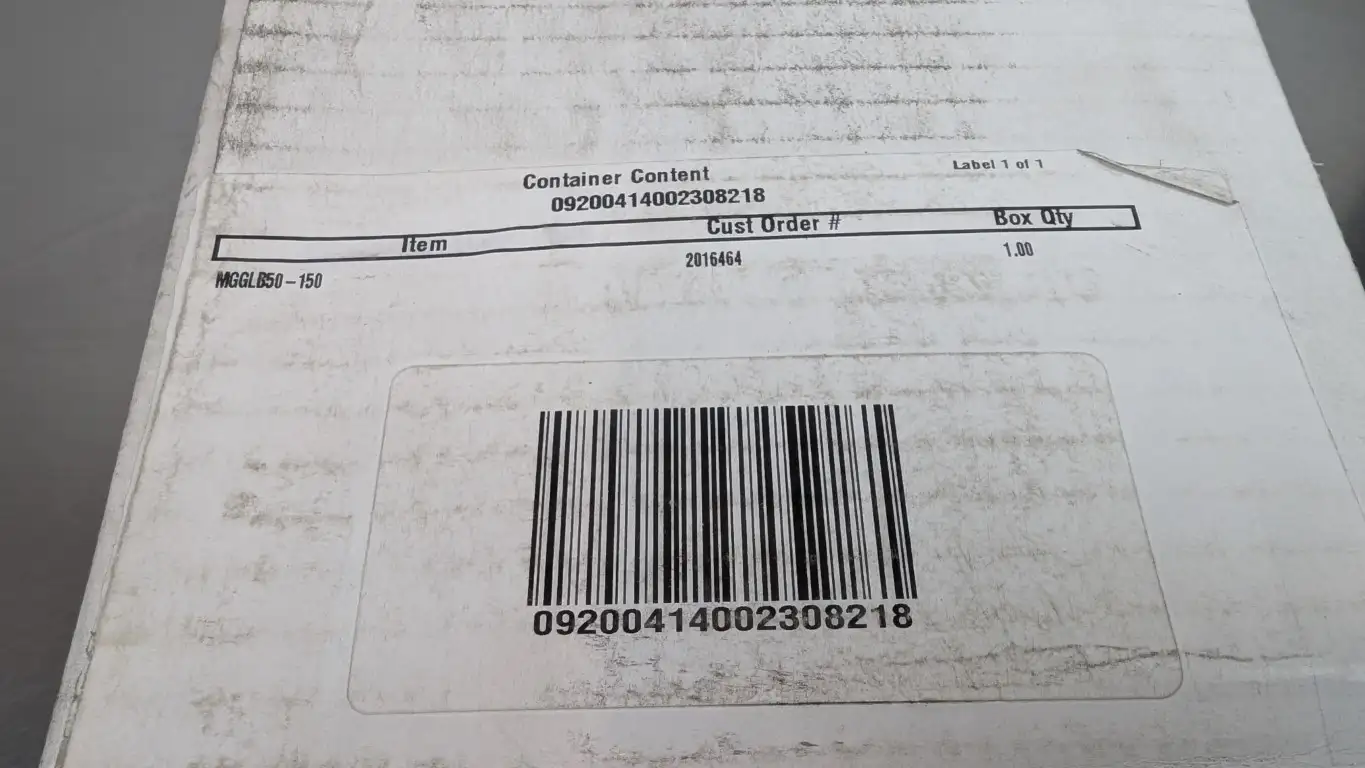 Label 1 of 1
Container Content
09200414002308218
Item Cust Order # Box Qty
MGGLB50-150 2016464 1.00
09200414002308218